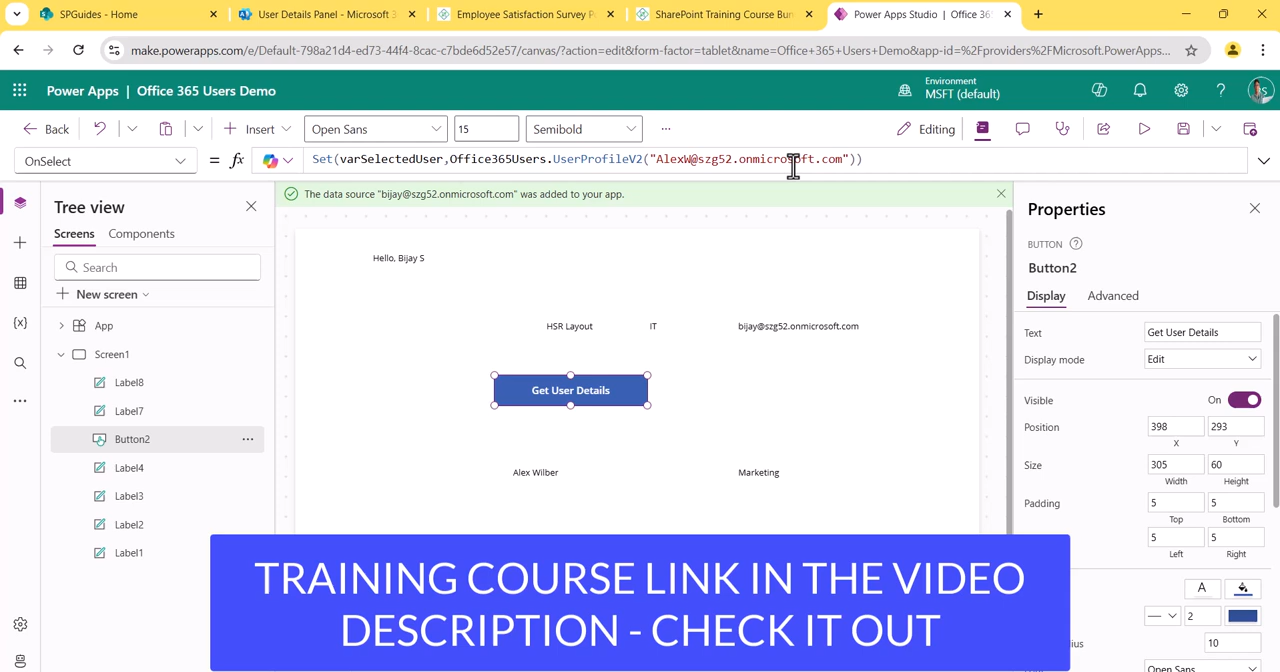 SPGuides - Home
User Details Panel - Microsoft 3
Employee Satisfaction Survey P
SharePoint Training Course Bun
Power Apps Studio | Office 365
make.powerapps.com/e/Default-798a21d4-ed73-44f4-8cac-c7bde6d52e57/canvas/?action=edit&form-factor=tablet&name=Office+365+Users+Demo&app-id=%2Fproviders%2FMicrosoft.PowerApps...
Power Apps | Office 365 Users Demo
Environment
MSFT (default)
Back
Insert
Open Sans
15
Semibold
Editing
OnSelect
= fx
Set(varSelectedUser,Office365Users.UserProfileV2("AlexW@szg52.onmicrosoft.com"))
Tree view
Screens
Components
Search
New screen
App
Screen1
Label8
Label7
Button2
Label4
Label3
Label2
Label1
The data source "bijay@szg52.onmicrosoft.com" was added to your app.
Hello, Bijay S
HSR Layout
IT
bijay@szg52.onmicrosoft.com
Get User Details
Alex Wilber
Marketing
Properties
BUTTON
Button2
Display
Advanced
Text
Get User Details
Display mode
Edit
Visible
On
Position
398
293
X
Y
Size
305
60
Width
Height
Padding
5
5
Top
Bottom
5
5
Left
Right
A
2
10
Open Sans
TRAINING COURSE LINK IN THE VIDEO
DESCRIPTION - CHECK IT OUT